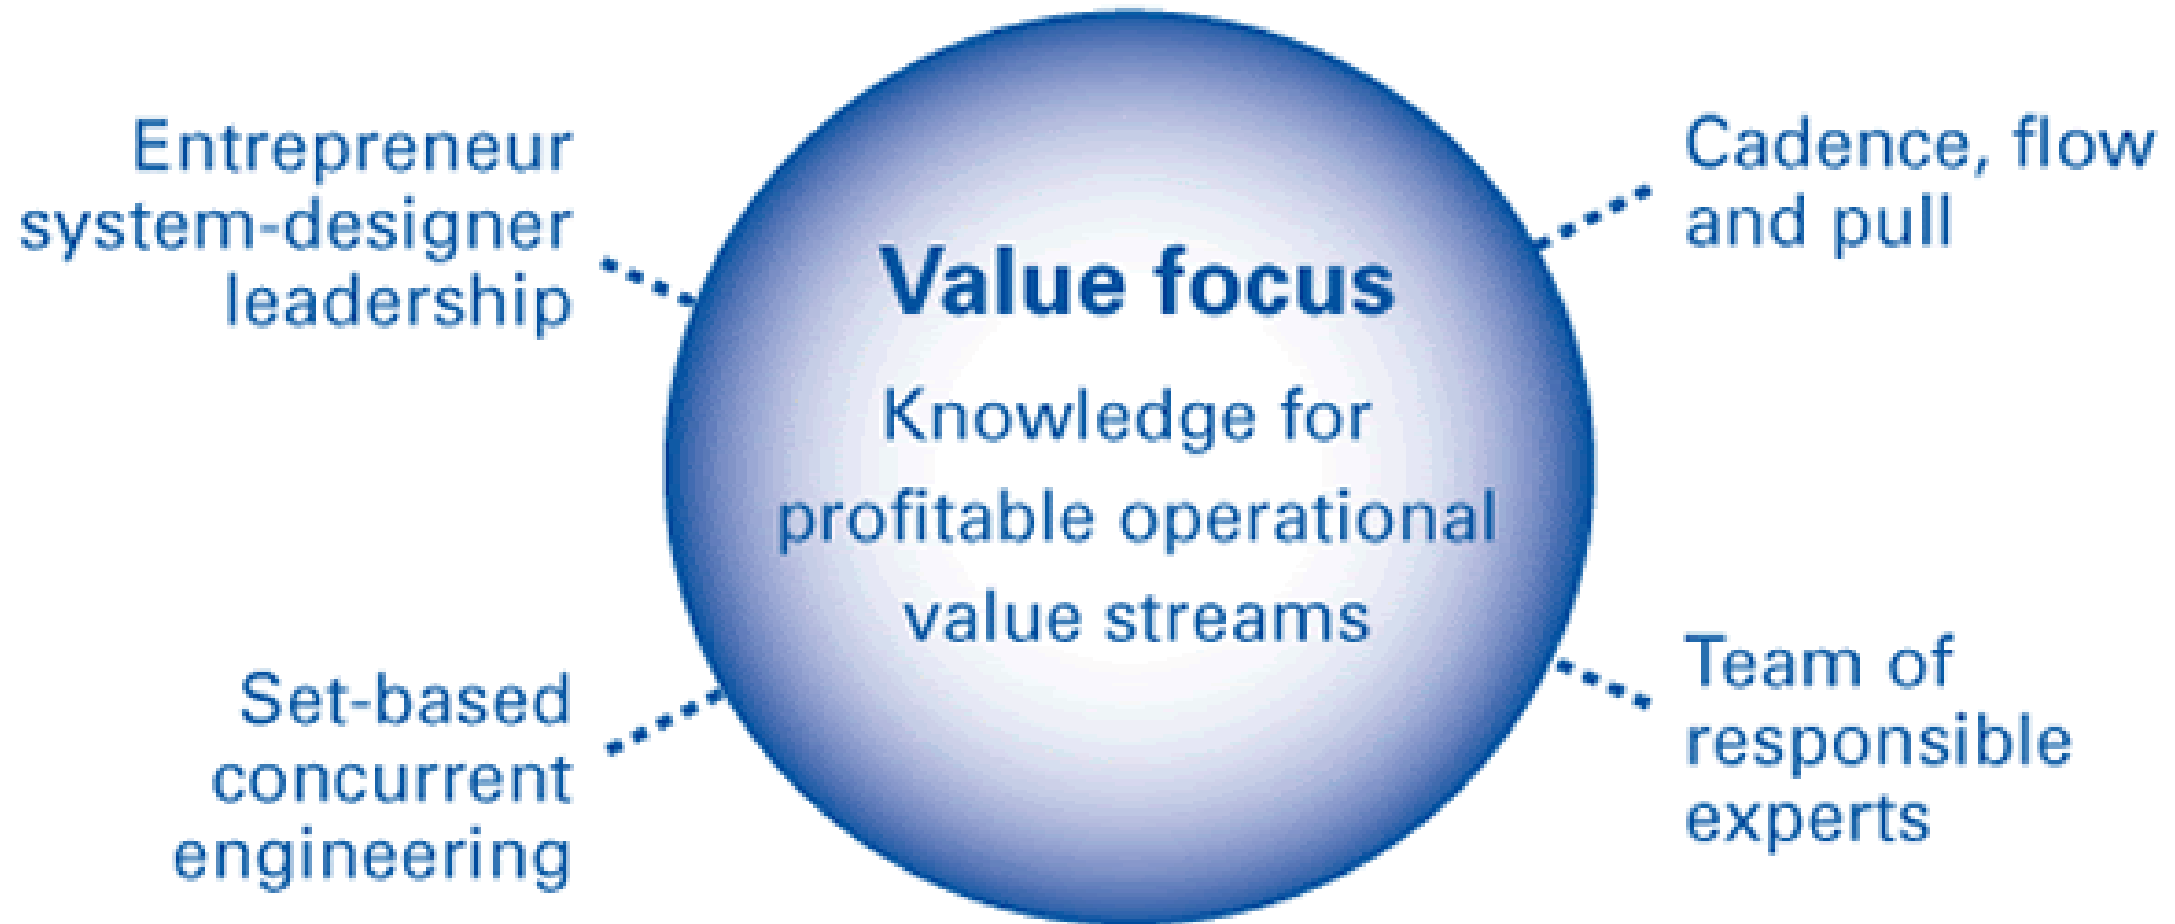 Entrepreneur
system-designer
leadership
Cadence, flow
and pull
Value focus
Knowledge for
profitable operational
value streams
Set-based
concurrent
engineering
Team of
responsible
experts